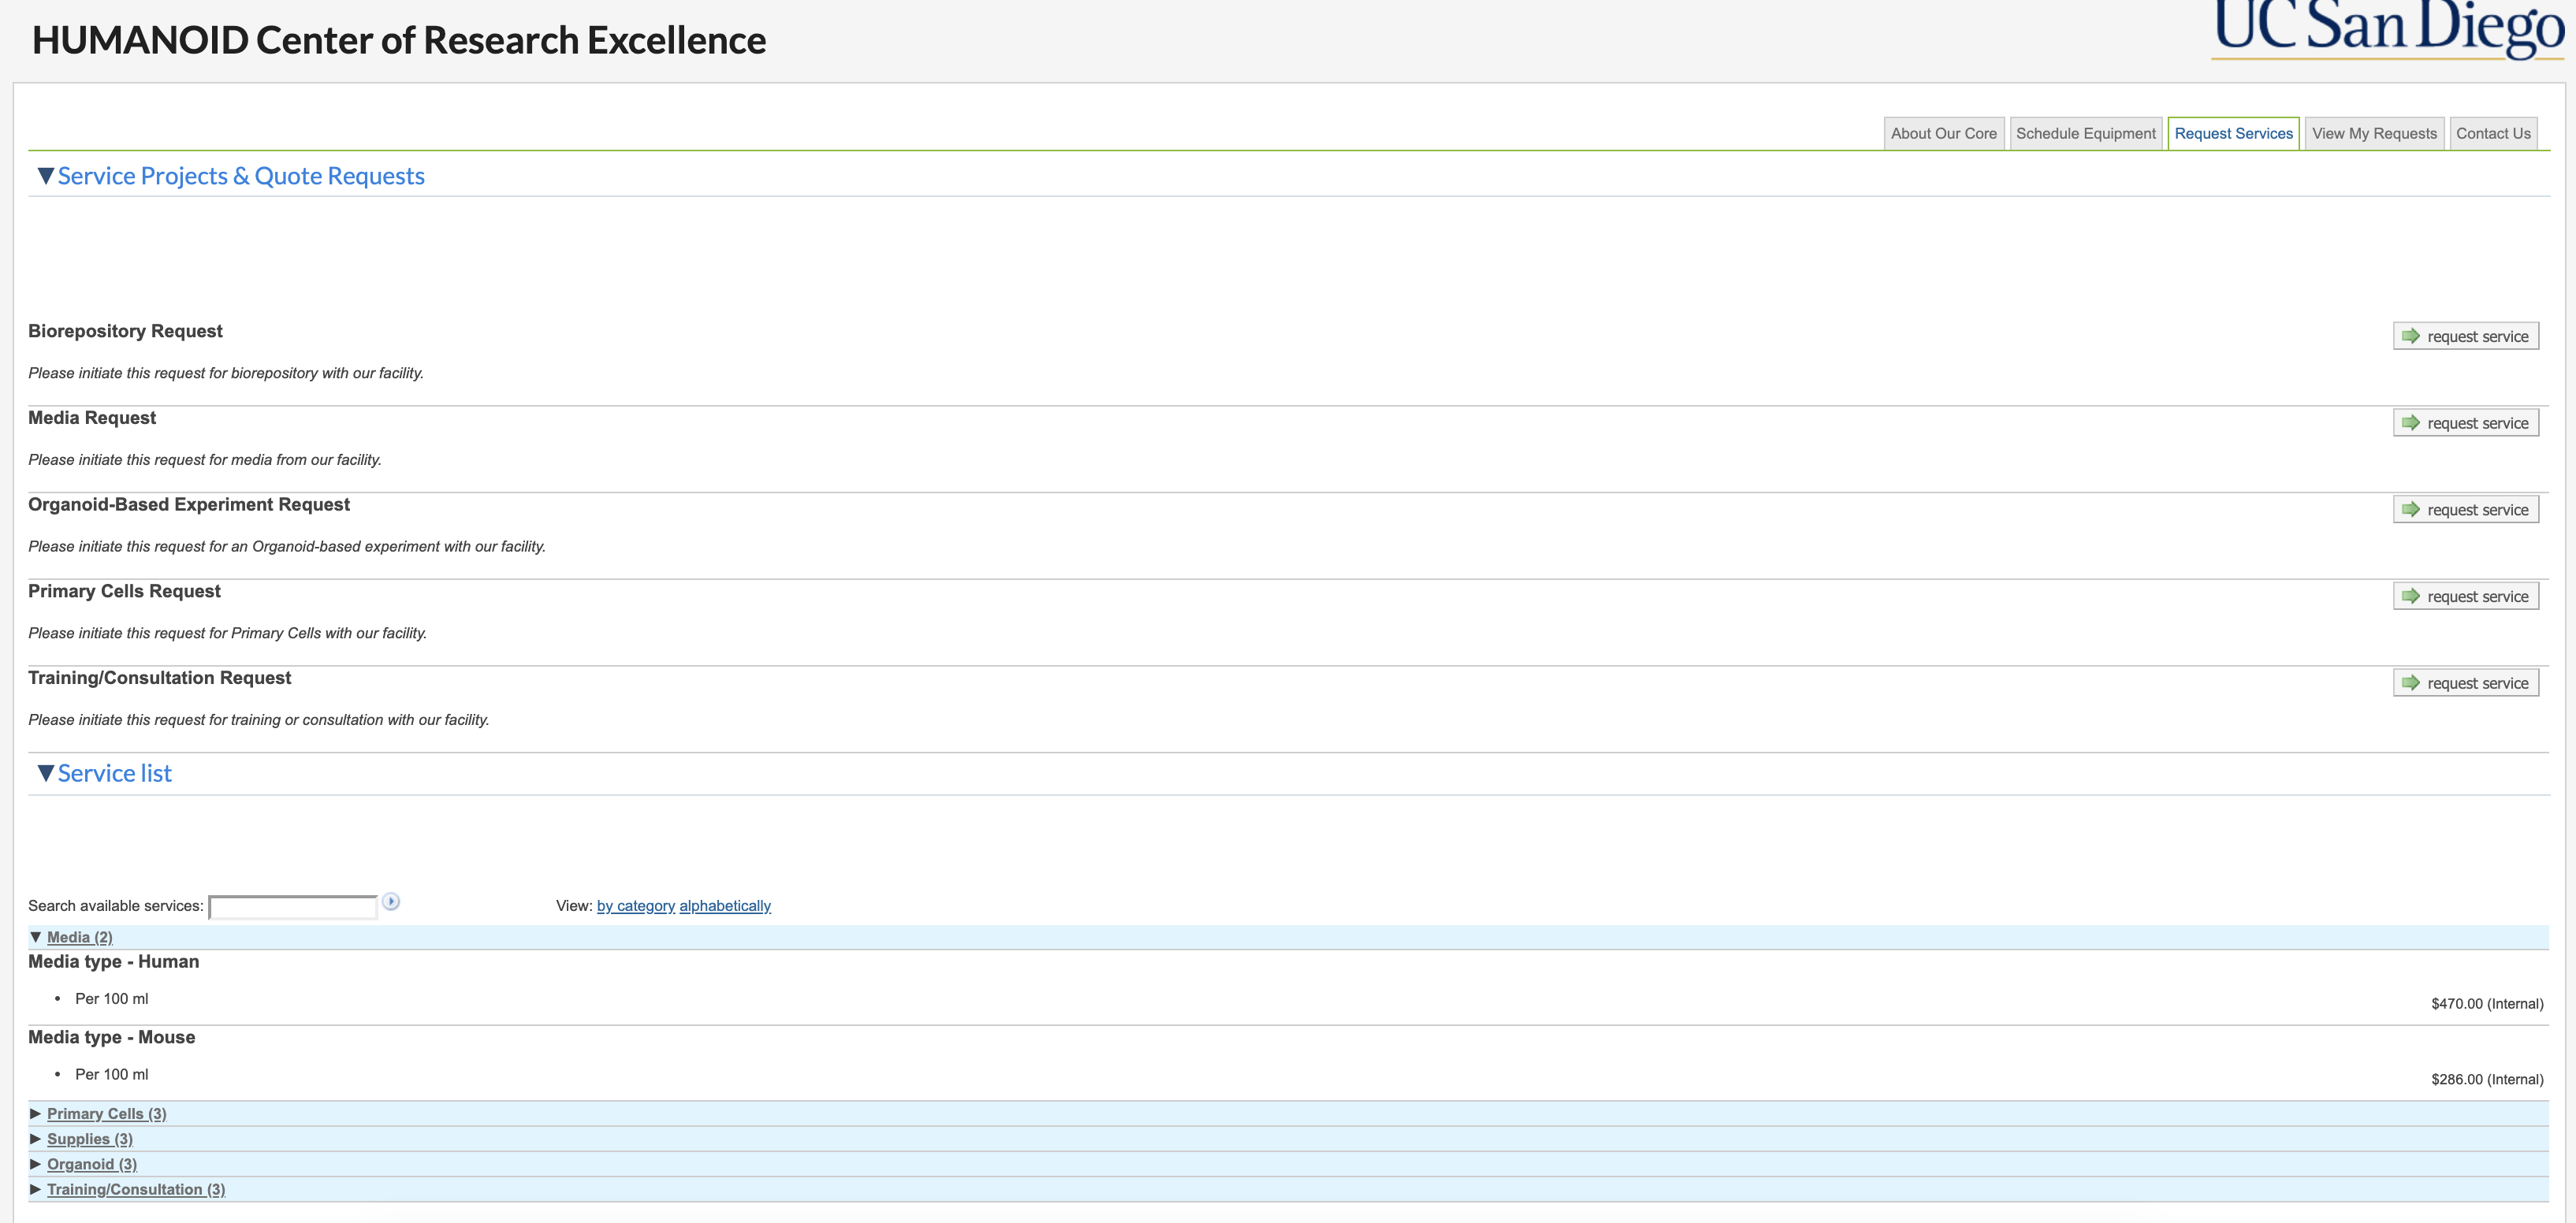 HUMANOID Center of Research Excellence
UC San Diego
About Our Core Schedule Equipment Request Services View My Requests Contact Us
▼Service Projects & Quote Requests
Biorepository Request
request service
Please initiate this request for biorepository with our facility.
Media Request
request service
Please initiate this request for media from our facility.
Organoid-Based Experiment Request
request service
Please initiate this request for an Organoid-based experiment with our facility.
Primary Cells Request
request service
Please initiate this request for Primary Cells with our facility.
Training/Consultation Request
request service
Please initiate this request for training or consultation with our facility.
▼Service list
Search available services: View: by category alphabetically
▼ Media (2)
Media type - Human
• Per 100 ml
$470.00 (Internal)
Media type - Mouse
• Per 100 ml
$286.00 (Internal)
► Primary Cells (3)
► Supplies (3)
► Organoid (3)
► Training/Consultation (3)